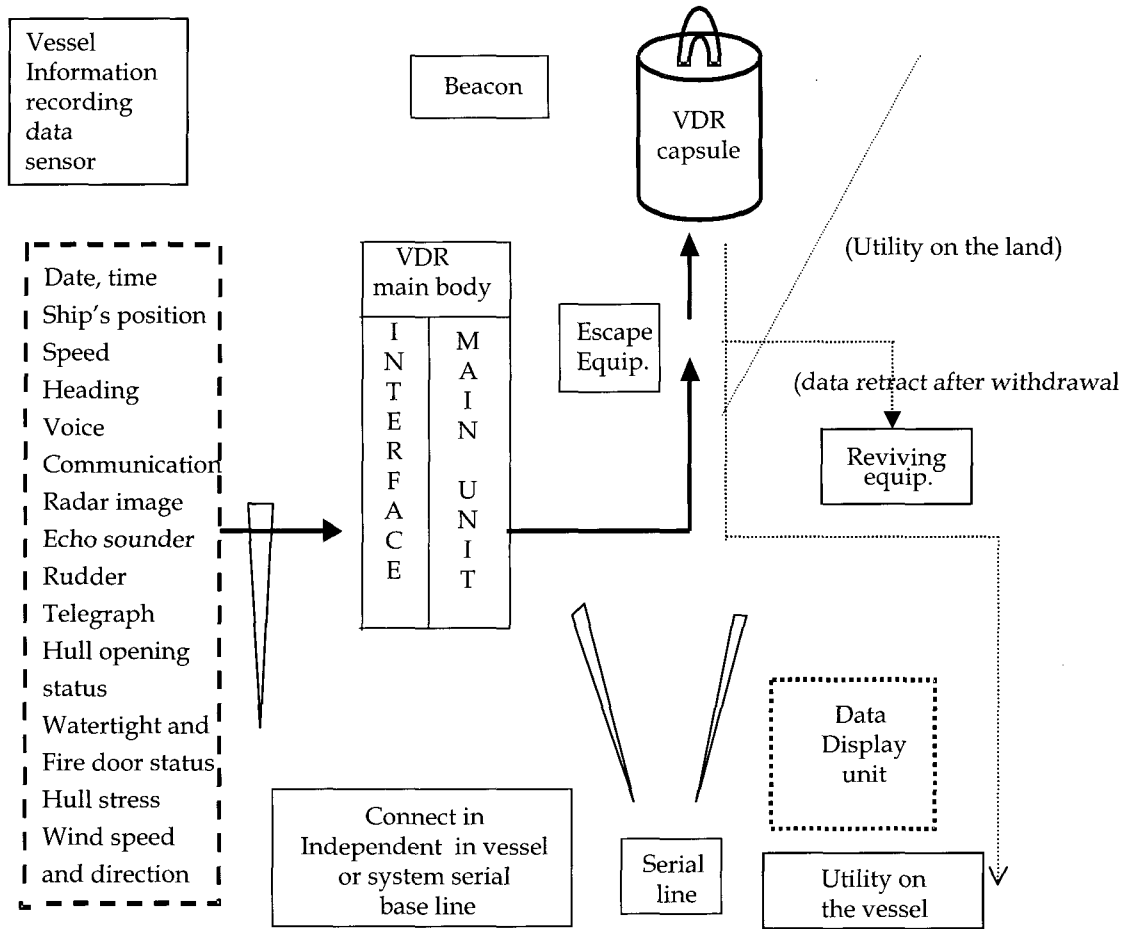 Vessel
Information
recording
data
sensor
Beacon
VDR
capsule
(Utility on the land)
Date, time
Ship's position
Speed
Heading
Voice
Communication
Radar image
Echo sounder
Rudder
Telegraph
Hull opening
status
Watertight and
Fire door status
Hull stress
Wind speed
and direction
VDR
main body
INTERFACE
MAIN UNIT
Escape
Equip.
(data retract after withdrawal
Reviving
equip.
Data
Display
unit
Connect in
Independent in vessel
or system serial
base line
Serial
line
Utility on
the vessel